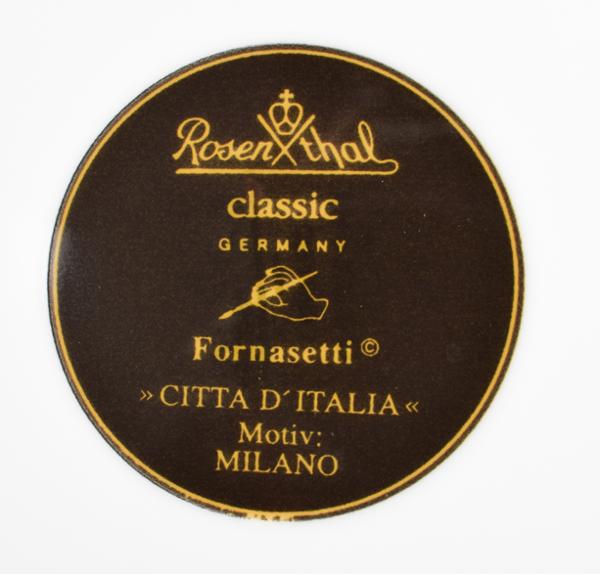 Rosenthal
classic
GERMANY
Fornasetti ©
»CITTA D´ITALIA«
Motiv:
MILANO